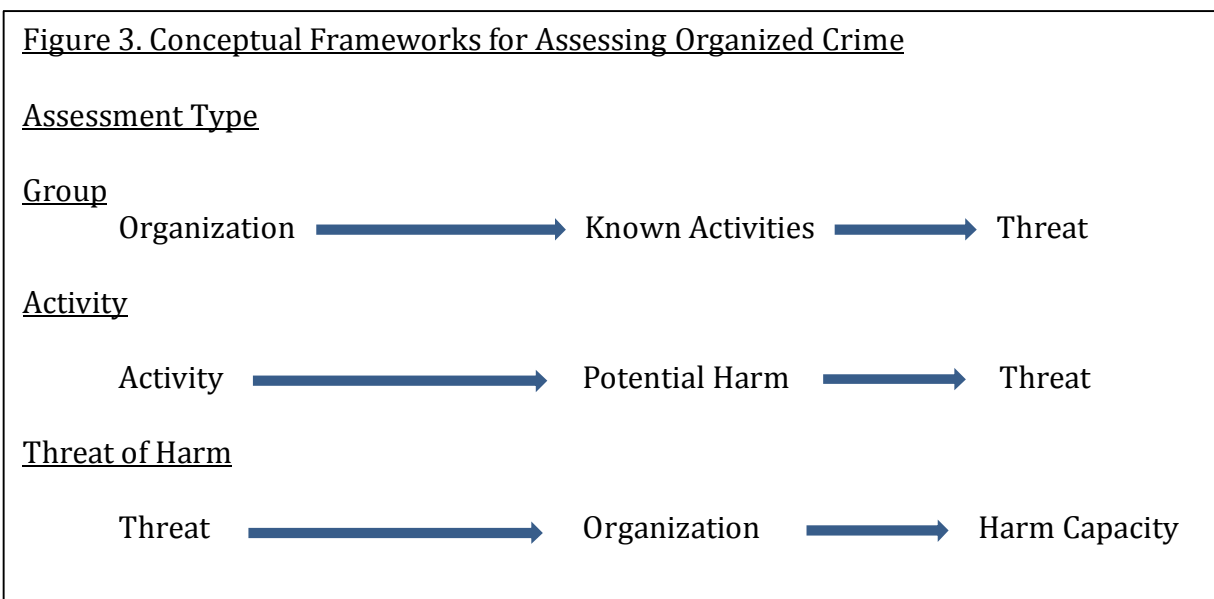 Figure 3. Conceptual Frameworks for Assessing Organized Crime
Assessment Type
Group
Organization Known Activities Threat
Activity
Activity Potential Harm Threat
Threat of Harm
Threat Organization Harm Capacity